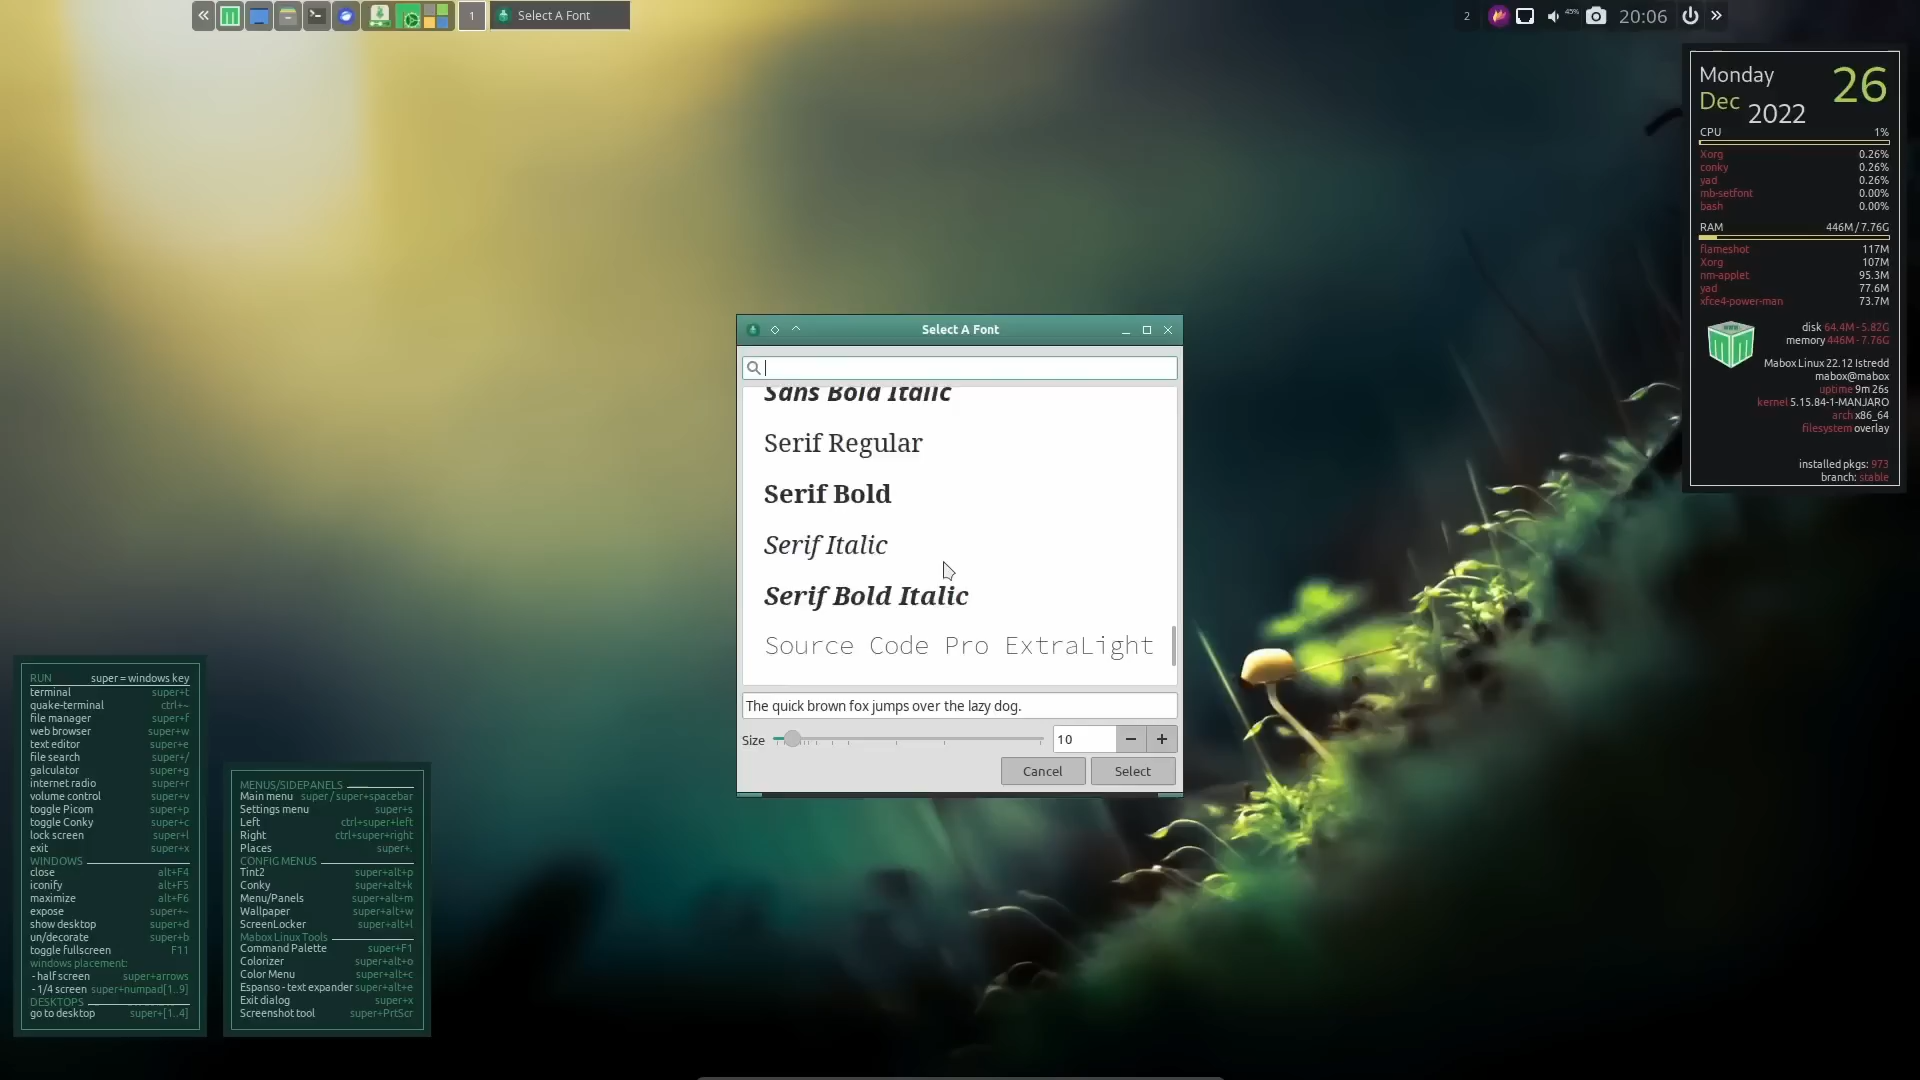 1
Select A Font
2
45%
20:06
Monday
26
Dec
2022
CPU 1%
Xorg 0.26%
conky 0.26%
yad 0.26%
mb-setfont 0.00%
bash 0.00%
RAM 446M / 7.76G
flameshot 117M
Xorg 107M
nm-applet 95.3M
yad 77.6M
xfce4-power-man 73.7M
disk 64.4M - 5.82G
memory 446M - 7.76G
Mabox Linux 22.12 Istredd
mabox@mabox
uptime 9m 26s
kernel 5.15.84-1-MANJARO
arch x86_64
filesystem overlay
installed pkgs: 973
branch: stable
Select A Font
Sans Bold Italic
Serif Regular
Serif Bold
Serif Italic
Serif Bold Italic
Source Code Pro ExtraLight
The quick brown fox jumps over the lazy dog.
Size 10
Cancel Select
RUN super = windows key
terminal super+t
quake-terminal ctrl+~
file manager super+f
web browser super+w
text editor super+e
file search super+/
galculator super+g
internet radio super+r
volume control super+v
toggle Picom super+p
toggle Conky super+c
lock screen super+l
exit super+x
WINDOWS
close alt+F4
iconify alt+F5
maximize alt+F6
expose super+~
show desktop super+d
un/decorate super+b
toggle fullscreen F11
windows placement:
- half screen super+arrows
- 1/4 screen super+numpad[1..9]
DESKTOPS
go to desktop super+[1..4]
MENUS/SIDEPANELS
Main menu super / super+spacebar
Settings menu super+s
Left ctrl+super+left
Right ctrl+super+right
Places super+.
CONFIG MENUS
Tint2 super+alt+p
Conky super+alt+k
Menu/Panels super+alt+m
Wallpaper super+alt+w
ScreenLocker super+alt+l
Mabox Linux Tools
Command Palette super+F1
Colorizer super+alt+o
Color Menu super+alt+c
Espanso - text expander super+alt+e
Exit dialog super+x
Screenshot tool super+PrtScr